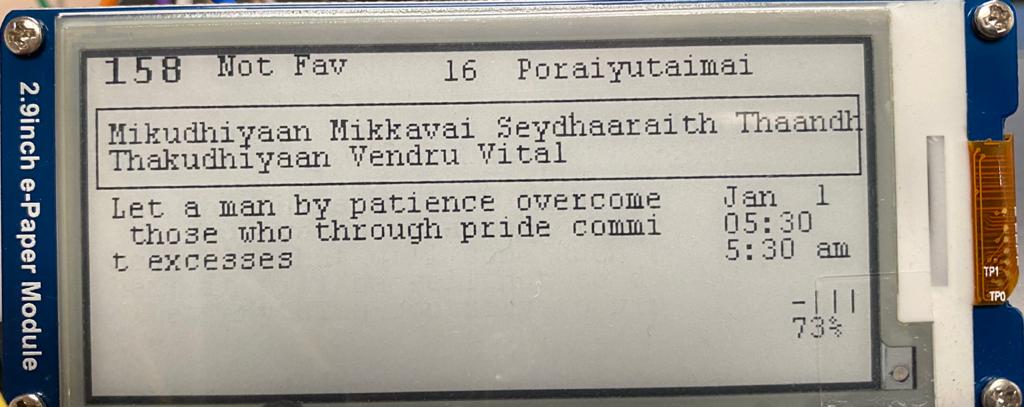 158 Not Fav 16 Poraiyutaimai
Mikudhiyaan Mikkavai Seydhaaraith Thaandh
Thakudhiyaan Vendru Vital
Let a man by patience overcome
those who through pride commi
t excesses
Jan 1
05:30
5:30 am
-|||
73%
2.9inch e-Paper Module
TP1
TP0